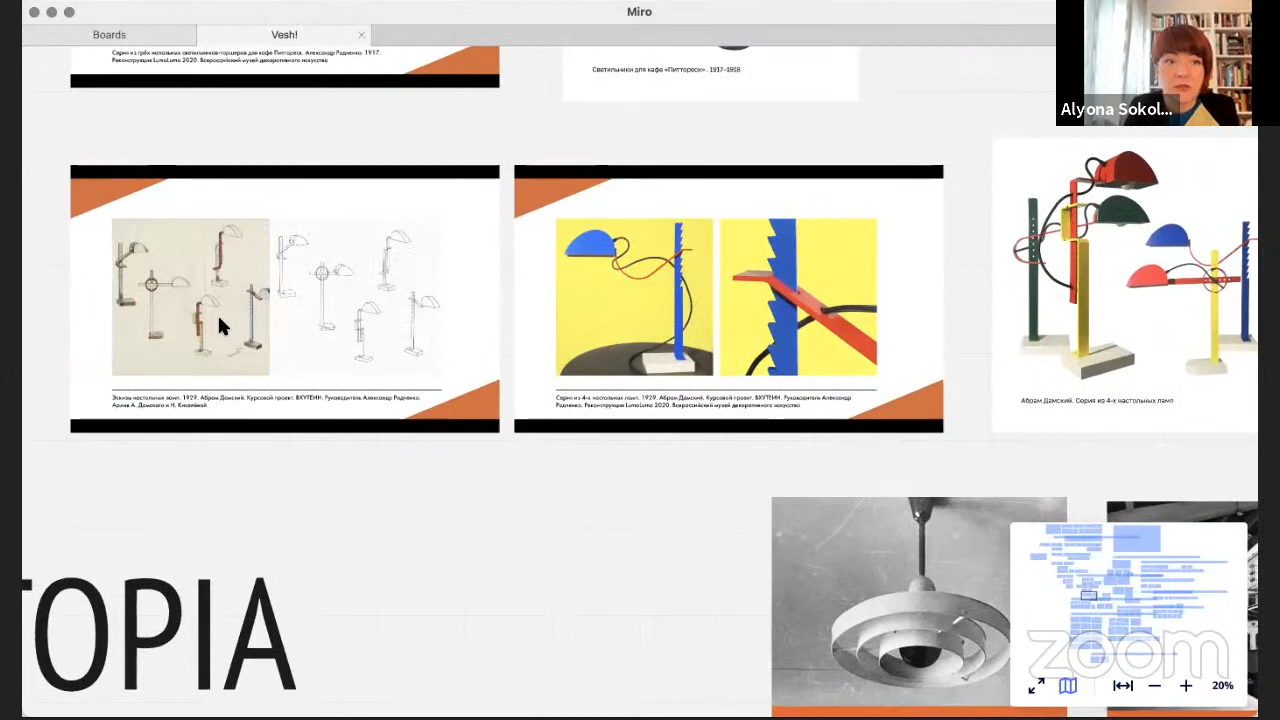 Miro
Boards
Vesh!
Alyona Sokol...
Серия из трёх напольных светильников-торшеров для кафе Питтореск. Александр Родченко. 1917.
Реконструкция LumoLumo 2020. Всероссийский музей декоративного искусства
Светильники для кафе «Питтореск». 1917–1918
Эскизы настольных ламп. 1929. Абрам Дамский. Курсовой проект. ВХУТЕИН. Руководитель Александр Родченко.
Архив А. Дамского и Н.
Серия из 4-х настольных ламп. 1929. Абрам Дамский. Курсовой проект. ВХУТЕИН. Руководитель Александр
Родченко. Реконструкция LumoLumo 2020. Всероссийский музей декоративного искусства
Абрам Дамский. Серия из 4-х настольных ламп
TOPIA
zoom
20%